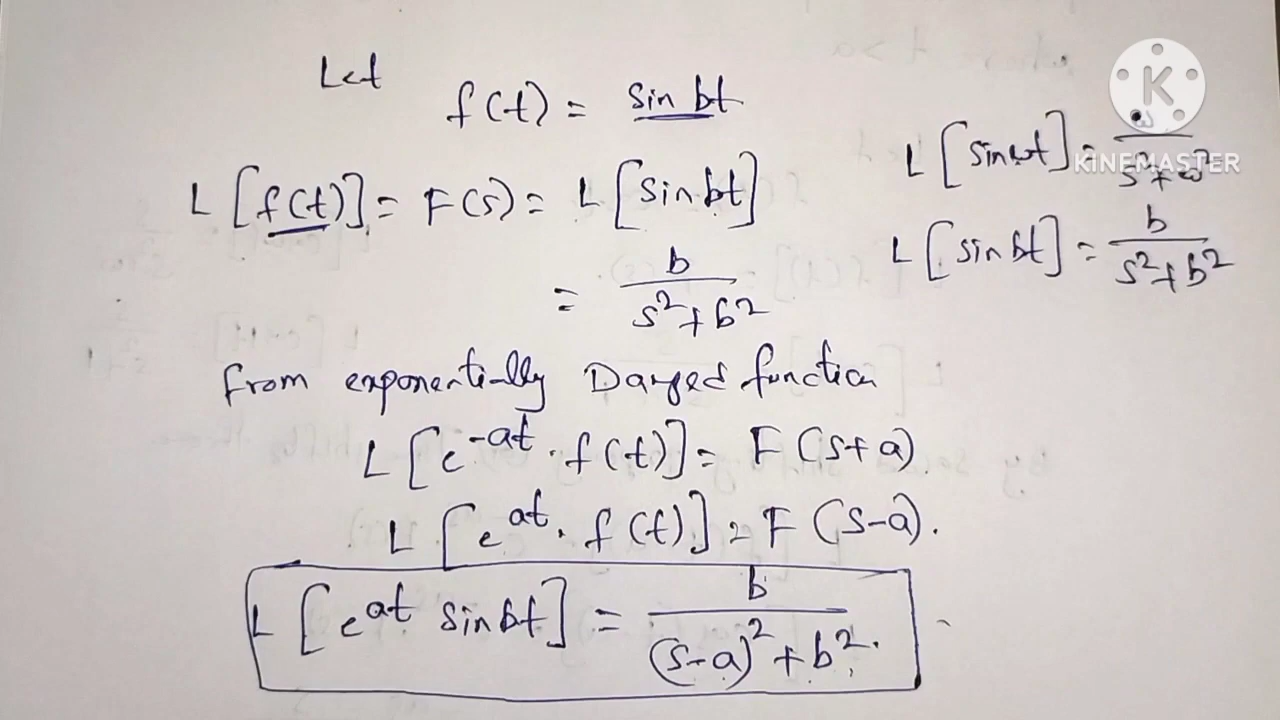 Let
f(t) = sin bt
L[f(t)] = F(s) = L[sin bt]
= b / s²+b²
L[sin ωt] = ω / s²+ω²
L[sin bt] = b / s²+b²
From exponentially Damped function
L[e^-at . f(t)] = F(s+a)
L[e^at . f(t)] = F(s-a).
L[e^at sin bt] = b / (s-a)²+b².
K
KINEMASTER